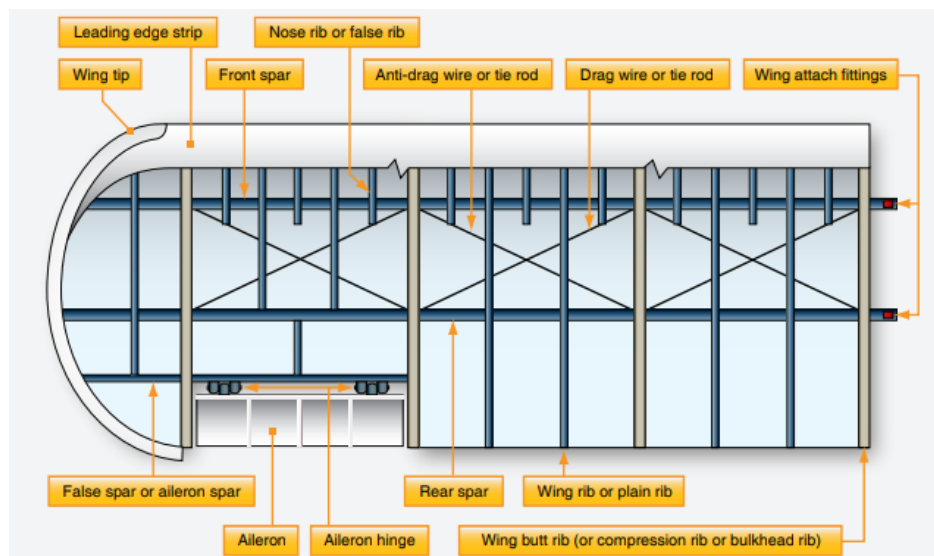 Leading edge strip
Nose rib or false rib
Wing tip
Front spar
Anti-drag wire or tie rod
Drag wire or tie rod
Wing attach fittings
False spar or aileron spar
Rear spar
Wing rib or plain rib
Aileron
Aileron hinge
Wing butt rib (or compression rib or bulkhead rib)